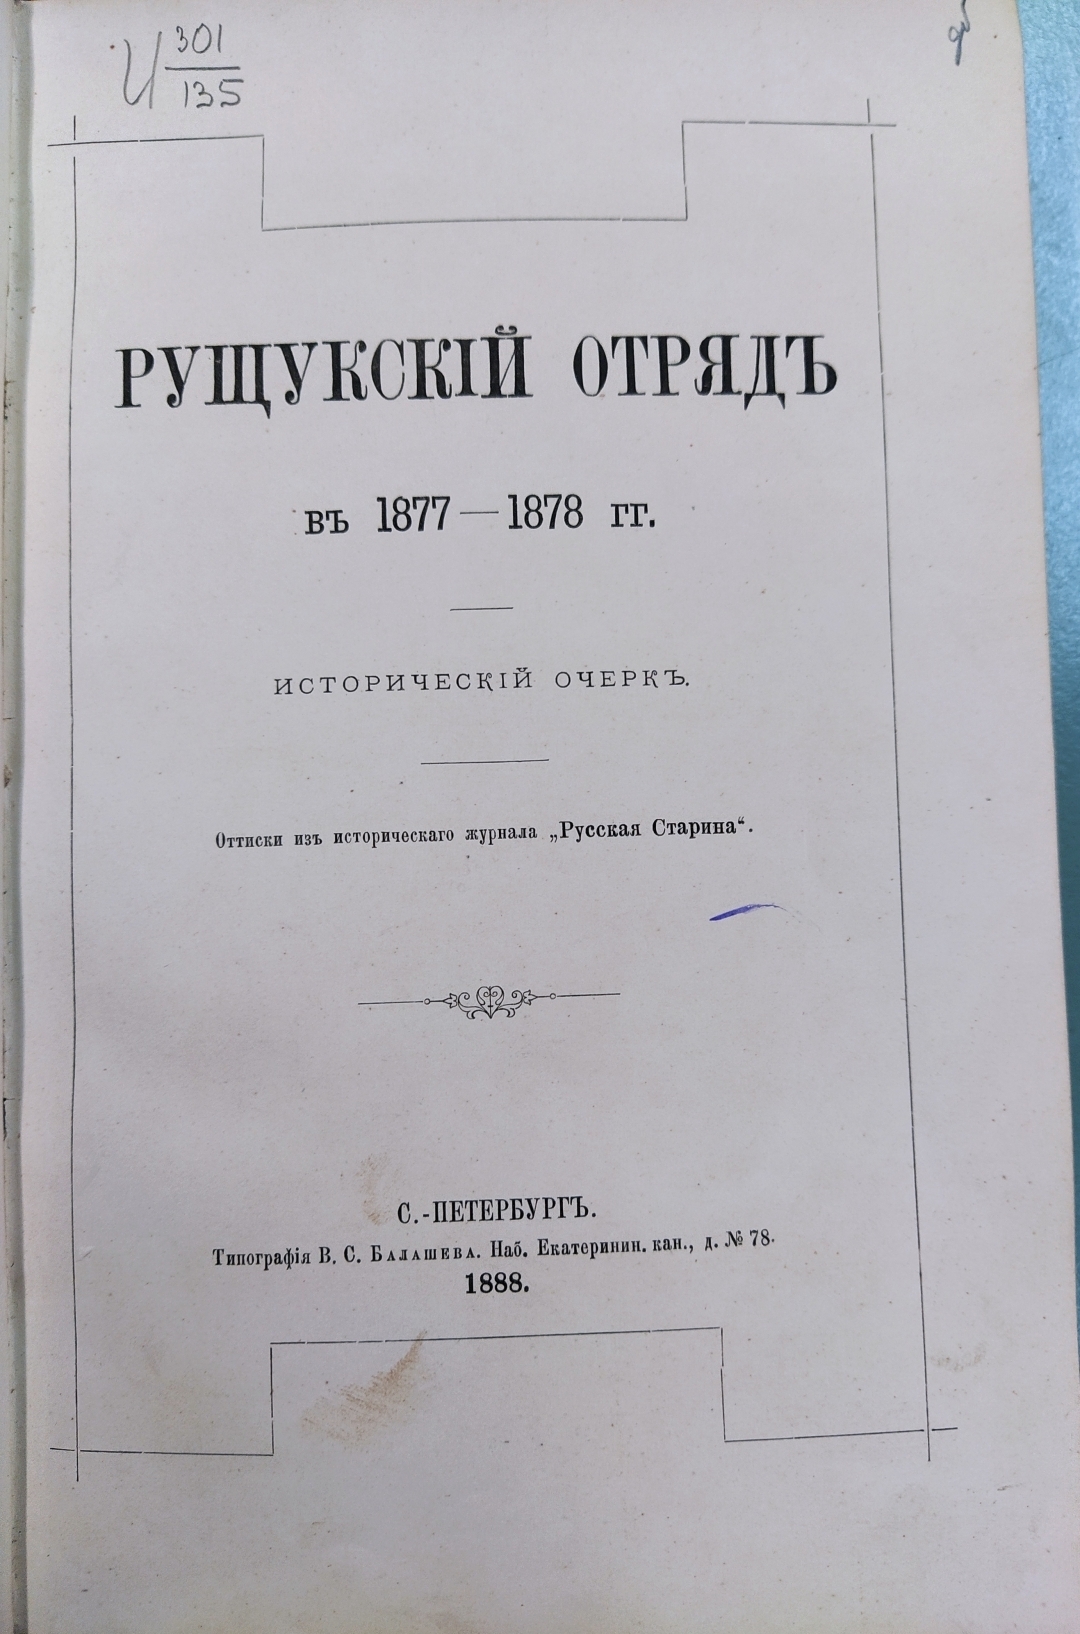 И 301
135
РУЩУКСКІЙ ОТРЯДЪ
въ 1877—1878 гг.
ИСТОРИЧЕСКІЙ ОЧЕРКЪ.
Оттиски изъ историческаго журнала „Русская Старина“.
С.-ПЕТЕРБУРГЪ.
Типографія В. С. БАЛАШЕВА. Наб. Екатеринин. кан., д. № 78.
1888.